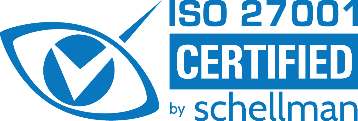 ISO 27001
CERTIFIED
by schellman